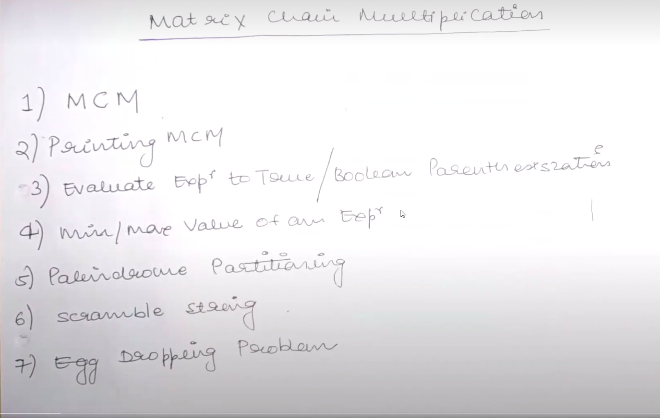 Matrix Chain Multiplication
1) MCM
2) Printing MCM
3) Evaluate Expr to True/Boolean Parenthesization
4) Min/Max Value of an Expr
5) Palindrome Partitioning
6) Scramble String
7) Egg Dropping Problem